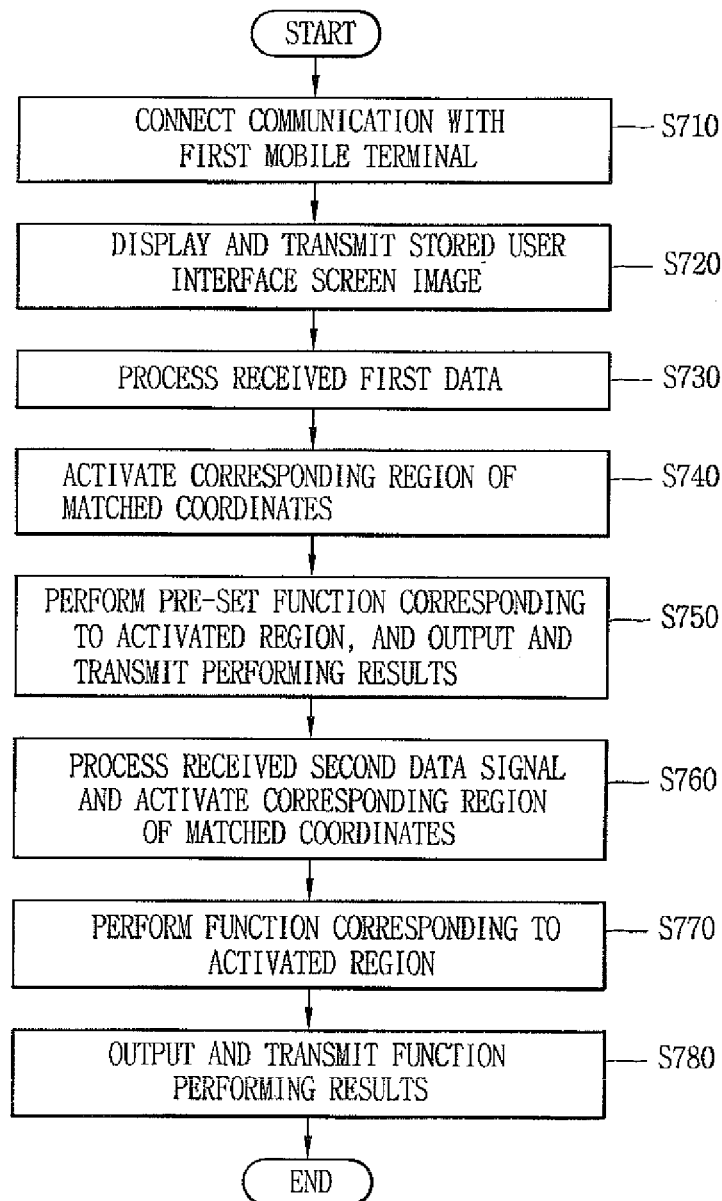 START
CONNECT COMMUNICATION WITH
FIRST MOBILE TERMINAL
S710
DISPLAY AND TRANSMIT STORED USER
INTERFACE SCREEN IMAGE
S720
PROCESS RECEIVED FIRST DATA
S730
ACTIVATE CORRESPONDING REGION OF
MATCHED COORDINATES
S740
PERFORM PRE-SET FUNCTION CORRESPONDING
TO ACTIVATED REGION, AND OUTPUT AND
TRANSMIT PERFORMING RESULTS
S750
PROCESS RECEIVED SECOND DATA SIGNAL
AND ACTIVATE CORRESPONDING REGION
OF MATCHED COORDINATES
S760
PERFORM FUNCTION CORRESPONDING TO
ACTIVATED REGION
S770
OUTPUT AND TRANSMIT FUNCTION
PERFORMING RESULTS
S780
END